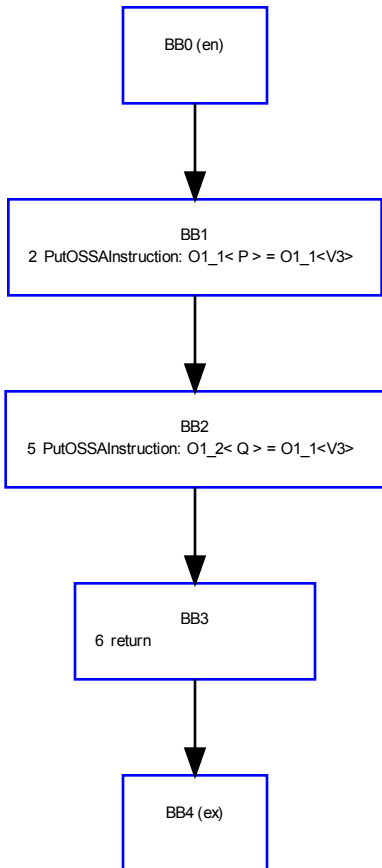 BB0 (en)
BB1
2 PutOSSAInstruction: O1_1< P > = O1_1<V3>
BB2
5 PutOSSAInstruction: O1_2< Q > = O1_1<V3>
BB3
6 return
BB4 (ex)